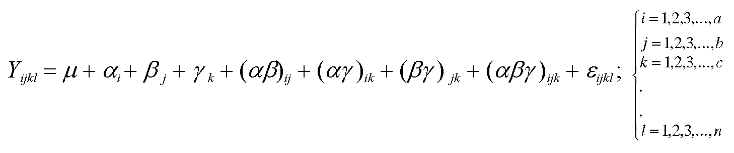 Y_{ijkl} = μ + α_i + β_j + γ_k + (αβ)_{ij} + (αγ)_{ik} + (βγ)_{jk} + (αβγ)_{ijk} + ε_{ijkl};
i = 1,2,3,...,a
j = 1,2,3,...,b
k = 1,2,3,...,c
.
.
l = 1,2,3,...,n